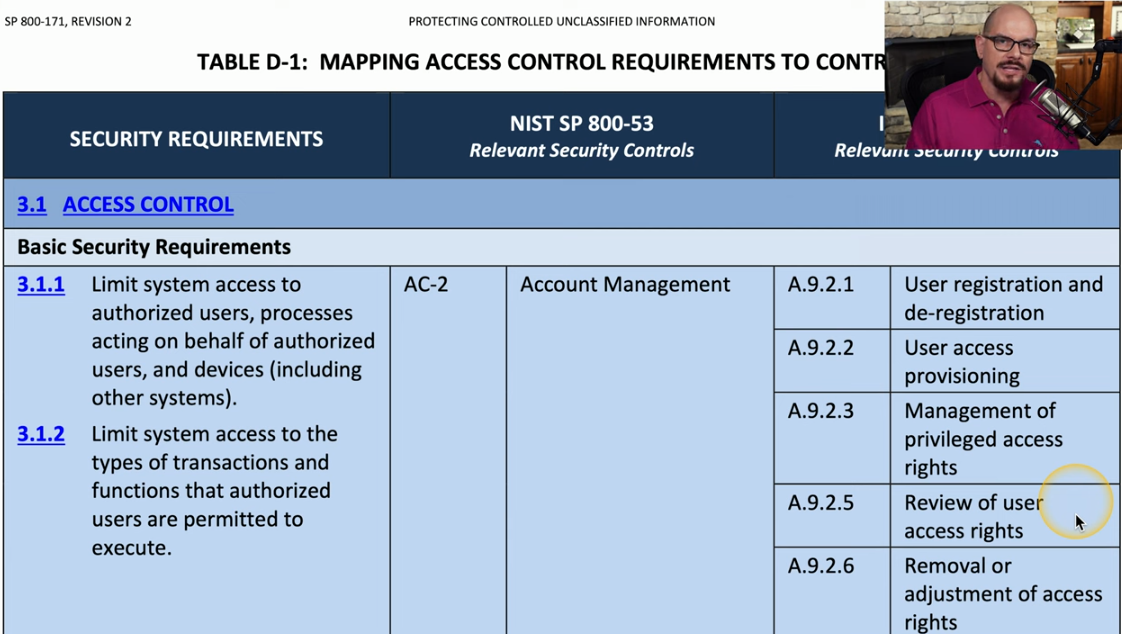 SP 800-171, REVISION 2
PROTECTING CONTROLLED UNCLASSIFIED INFORMATION
TABLE D-1: MAPPING ACCESS CONTROL REQUIREMENTS TO
SECURITY REQUIREMENTS
NIST SP 800-53
Relevant Security Controls
Relevant Security Controls
3.1 ACCESS CONTROL
Basic Security Requirements
3.1.1 Limit system access to
authorized users, processes
acting on behalf of authorized
users, and devices (including
other systems).
3.1.2 Limit system access to the
types of transactions and
functions that authorized
users are permitted to
execute.
AC-2
Account Management
A.9.2.1 User registration and
de-registration
A.9.2.2 User access
provisioning
A.9.2.3 Management of
privileged access
rights
A.9.2.5 Review of user
access rights
A.9.2.6 Removal or
adjustment of access
rights